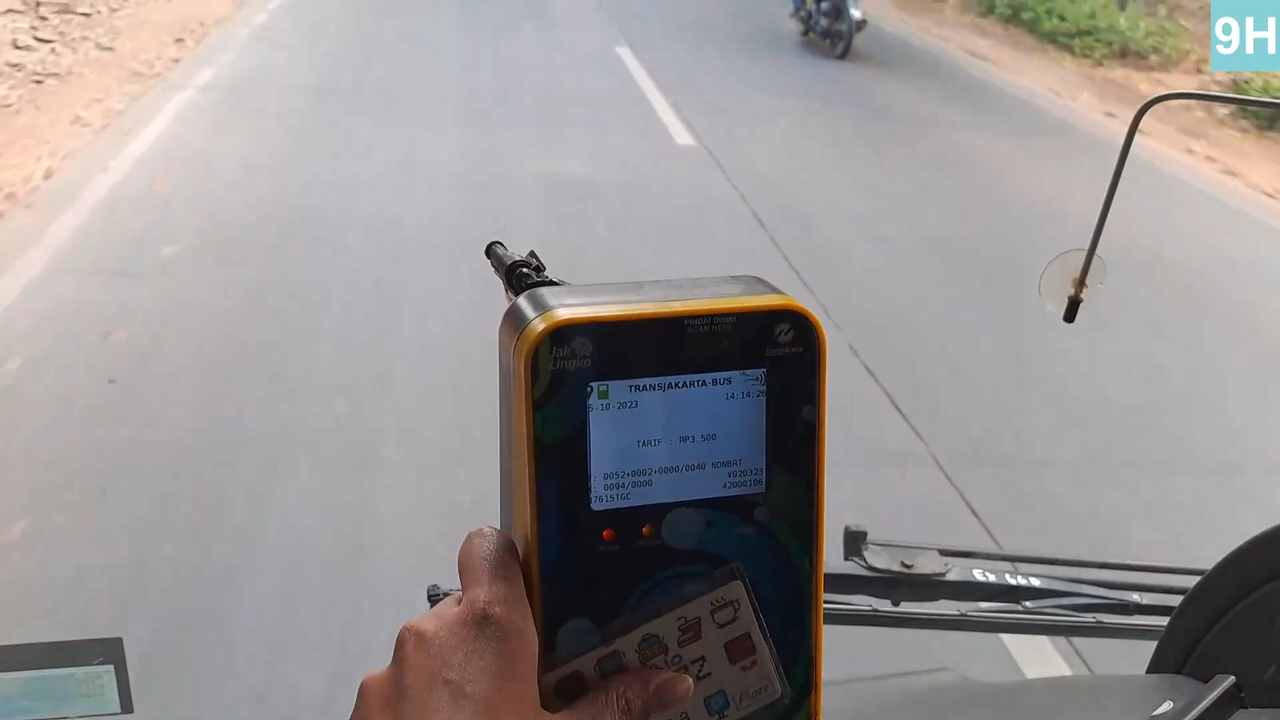 9H
PINDAI DISINI
SCAN HERE
Jak
Lingko
transjakarta
TRANSJAKARTA-BUS
5-10-2023
14:14:26
TARIF : RP3.500
: 0052+0002+0000/0040 NONBRT
: 0094/0000
V020323
7615TGC
42000106